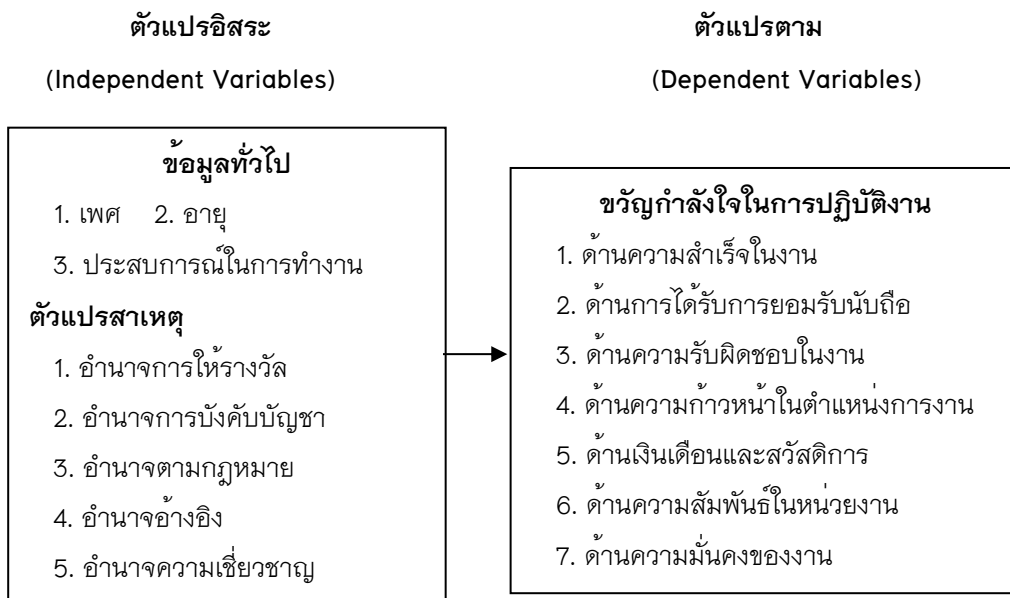 ตัวแปรอิสระ
(Independent Variables)
ข้อมูลทั่วไป
1. เพศ 2. อายุ
3. ประสบการณ์ในการทำงาน
ตัวแปรสาเหตุ
1. อำนาจการให้รางวัล
2. อำนาจการบังคับบัญชา
3. อำนาจตามกฎหมาย
4. อำนาจอ้างอิง
5. อำนาจความเชี่ยวชาญ
ตัวแปรตาม
(Dependent Variables)
ขวัญกำลังใจในการปฏิบัติงาน
1. ด้านความสำเร็จในงาน
2. ด้านการได้รับการยอมรับนับถือ
3. ด้านความรับผิดชอบในงาน
4. ด้านความก้าวหน้าในตำแหน่งการงาน
5. ด้านเงินเดือนและสวัสดิการ
6. ด้านความสัมพันธ์ในหน่วยงาน
7. ด้านความมั่นคงของงาน